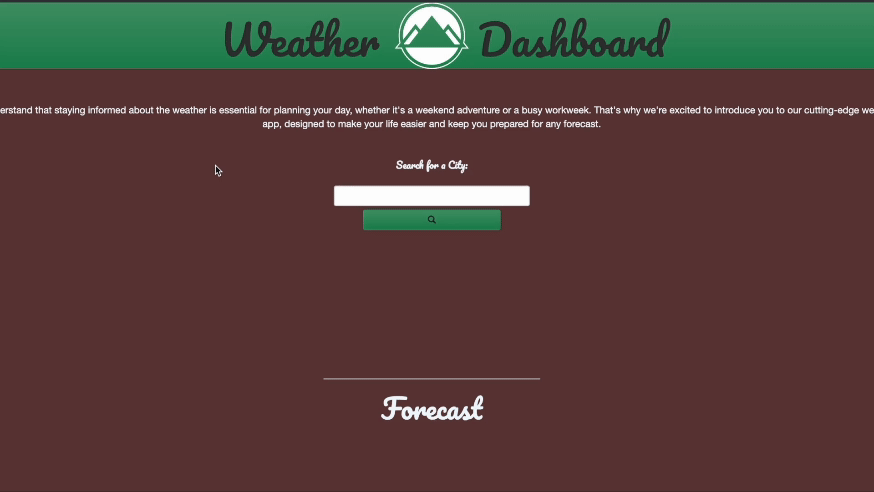 Weather Dashboard
erstand that staying informed about the weather is essential for planning your day, whether it's a weekend adventure or a busy workweek. That's why we're excited to introduce you to our cutting-edge we
app, designed to make your life easier and keep you prepared for any forecast.
Search for a City:
Forecast